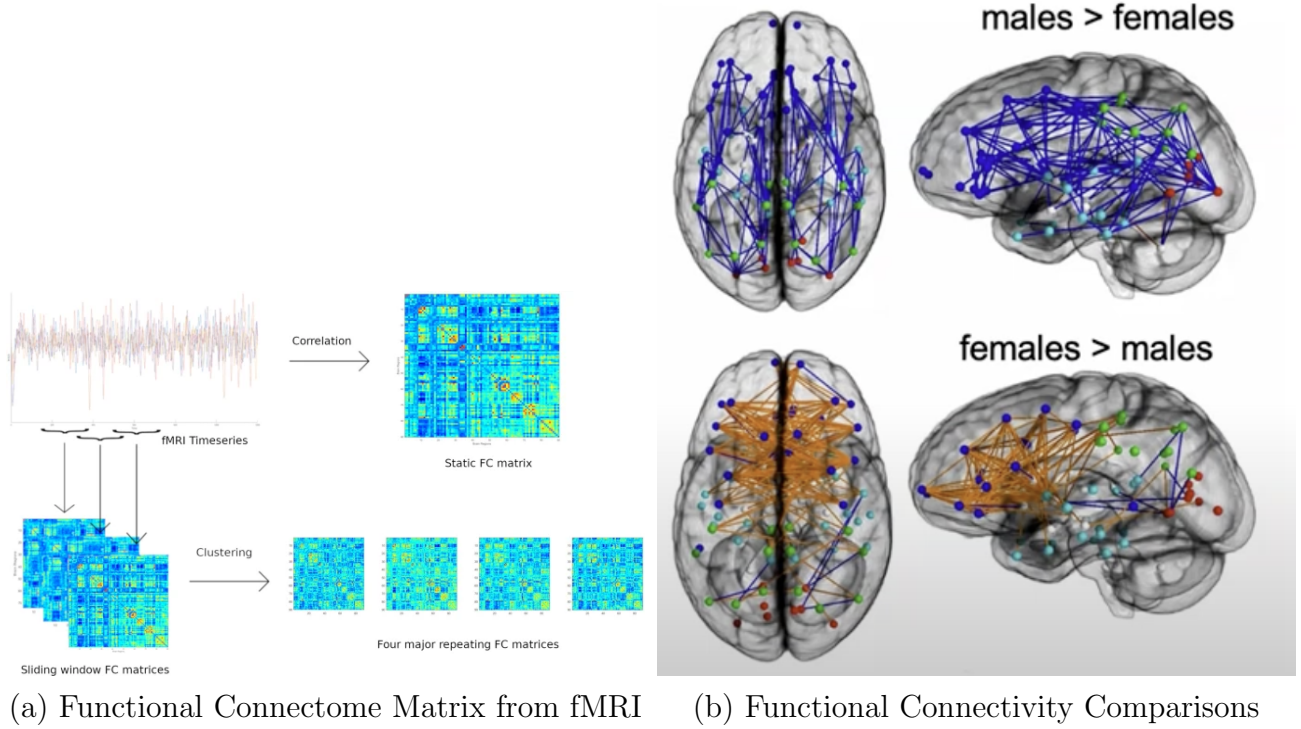 males > females
Correlation
fMRI Timeseries
Static FC matrix
females > males
Clustering
Four major repeating FC matrices
Sliding window FC matrices
(a) Functional Connectome Matrix from fMRI
(b) Functional Connectivity Comparisons